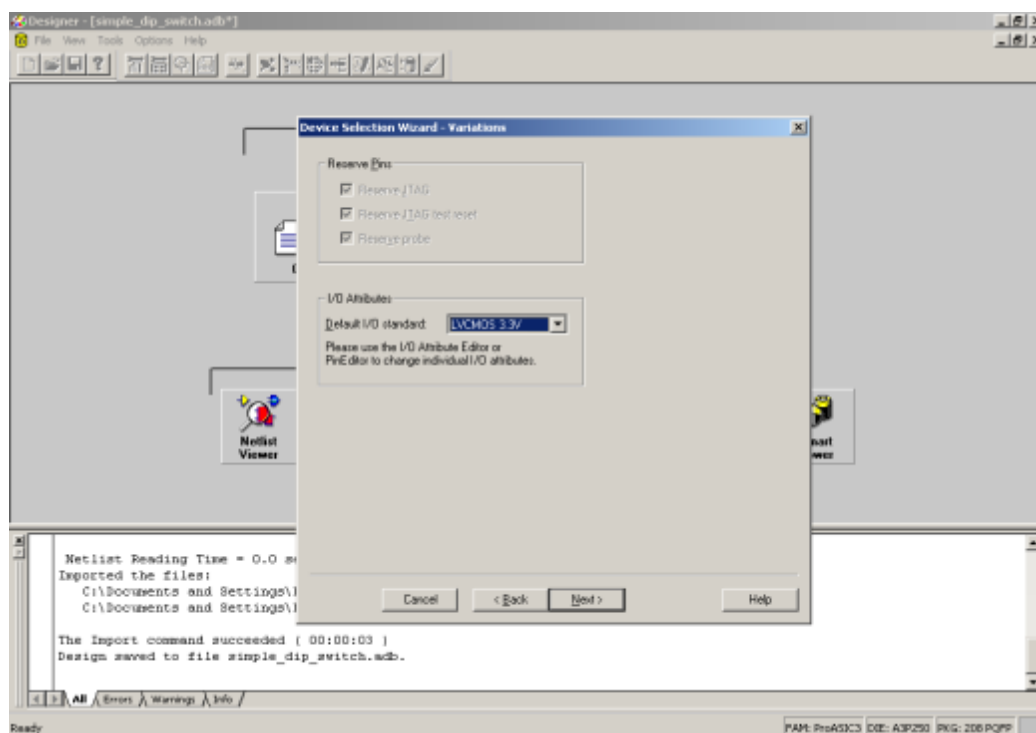 Designer - [simple_dip_switch.adb*]
File View Tools Options Help
Device Selection Wizard - Variations
Reserve Pins
Reserve JTAG
Reserve JTAG test reset
Reserve probe
I/O Attributes
Default I/O standard: LVCMOS 3.3V
Please use the I/O Attribute Editor or
PinEditor to change individual I/O attributes.
Netlist
Viewer
Netlist Reading Time = 0.0 se
Imported the files:
C:\Documents and Settings\
C:\Documents and Settings\
Cancel < Back Next > Help
The Import command succeeded ( 00:00:03 )
Design saved to file simple_dip_switch.adb.
All Errors Warnings Info
Ready
FAM: ProASIC3 DIE: A3P250 PKG: 208 PQFP